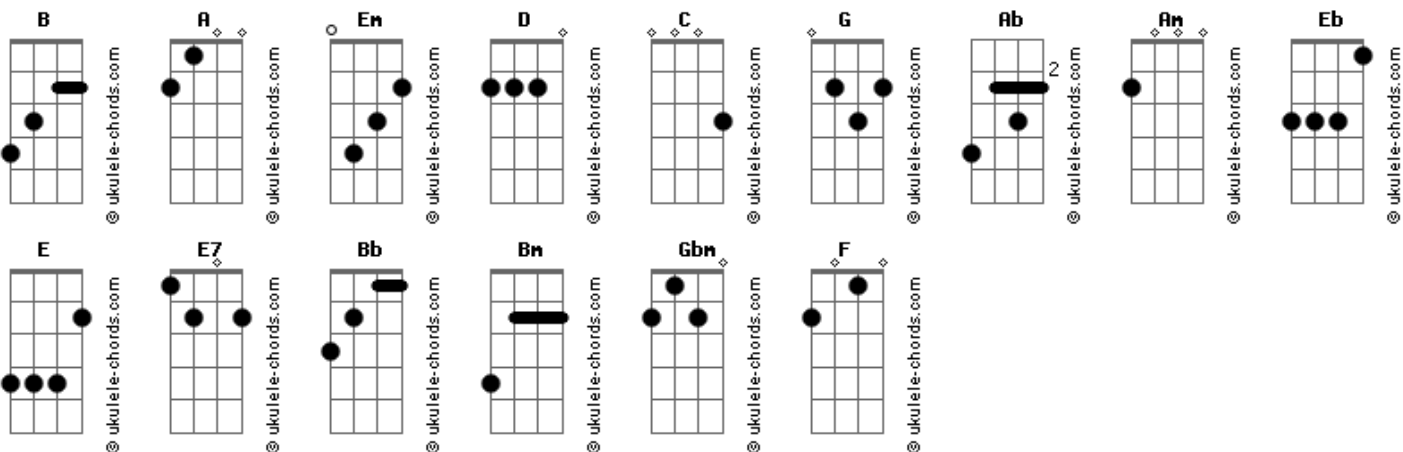 B A Em D C G Ab Am Eb
2
© ukulele-chords.com © ukulele-chords.com © ukulele-chords.com © ukulele-chords.com © ukulele-chords.com © ukulele-chords.com © ukulele-chords.com © ukulele-chords.com © ukulele-chords.com
E E7 Bb Bm Gbm F
© ukulele-chords.com © ukulele-chords.com © ukulele-chords.com © ukulele-chords.com © ukulele-chords.com © ukulele-chords.com